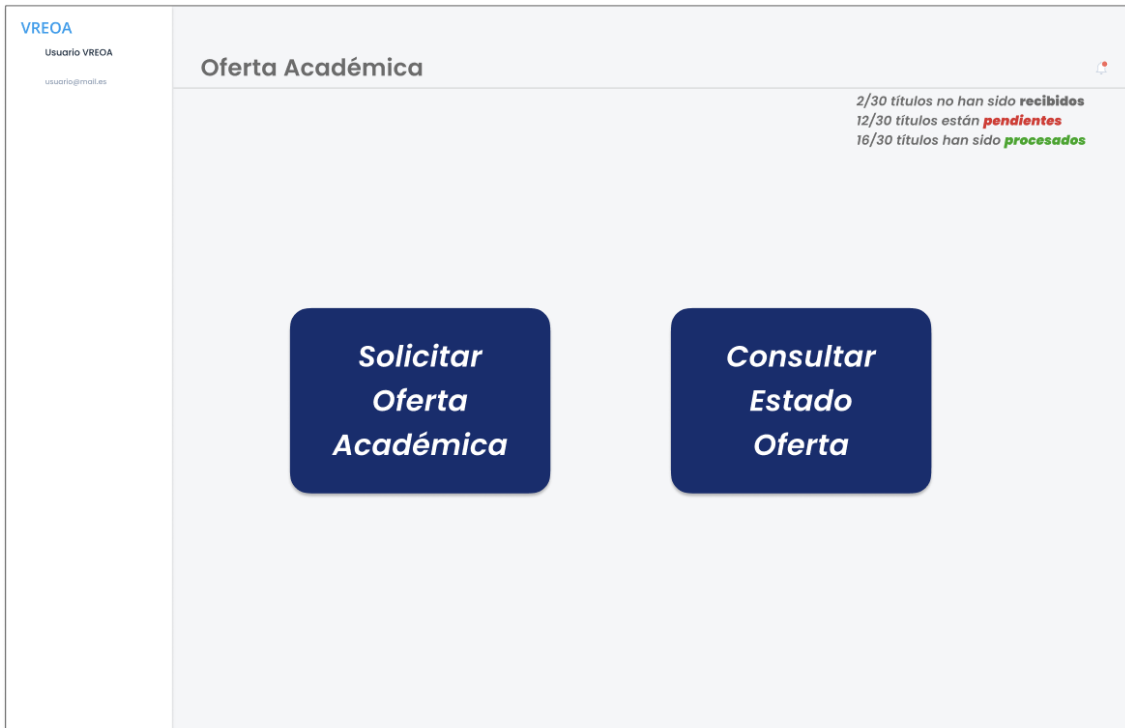 VREOA
Usuario VREOA
usuario@mail.es
Oferta Académica
2/30 títulos no han sido recibidos
12/30 títulos están pendientes
16/30 títulos han sido procesados
Solicitar
Oferta
Académica
Consultar
Estado
Oferta